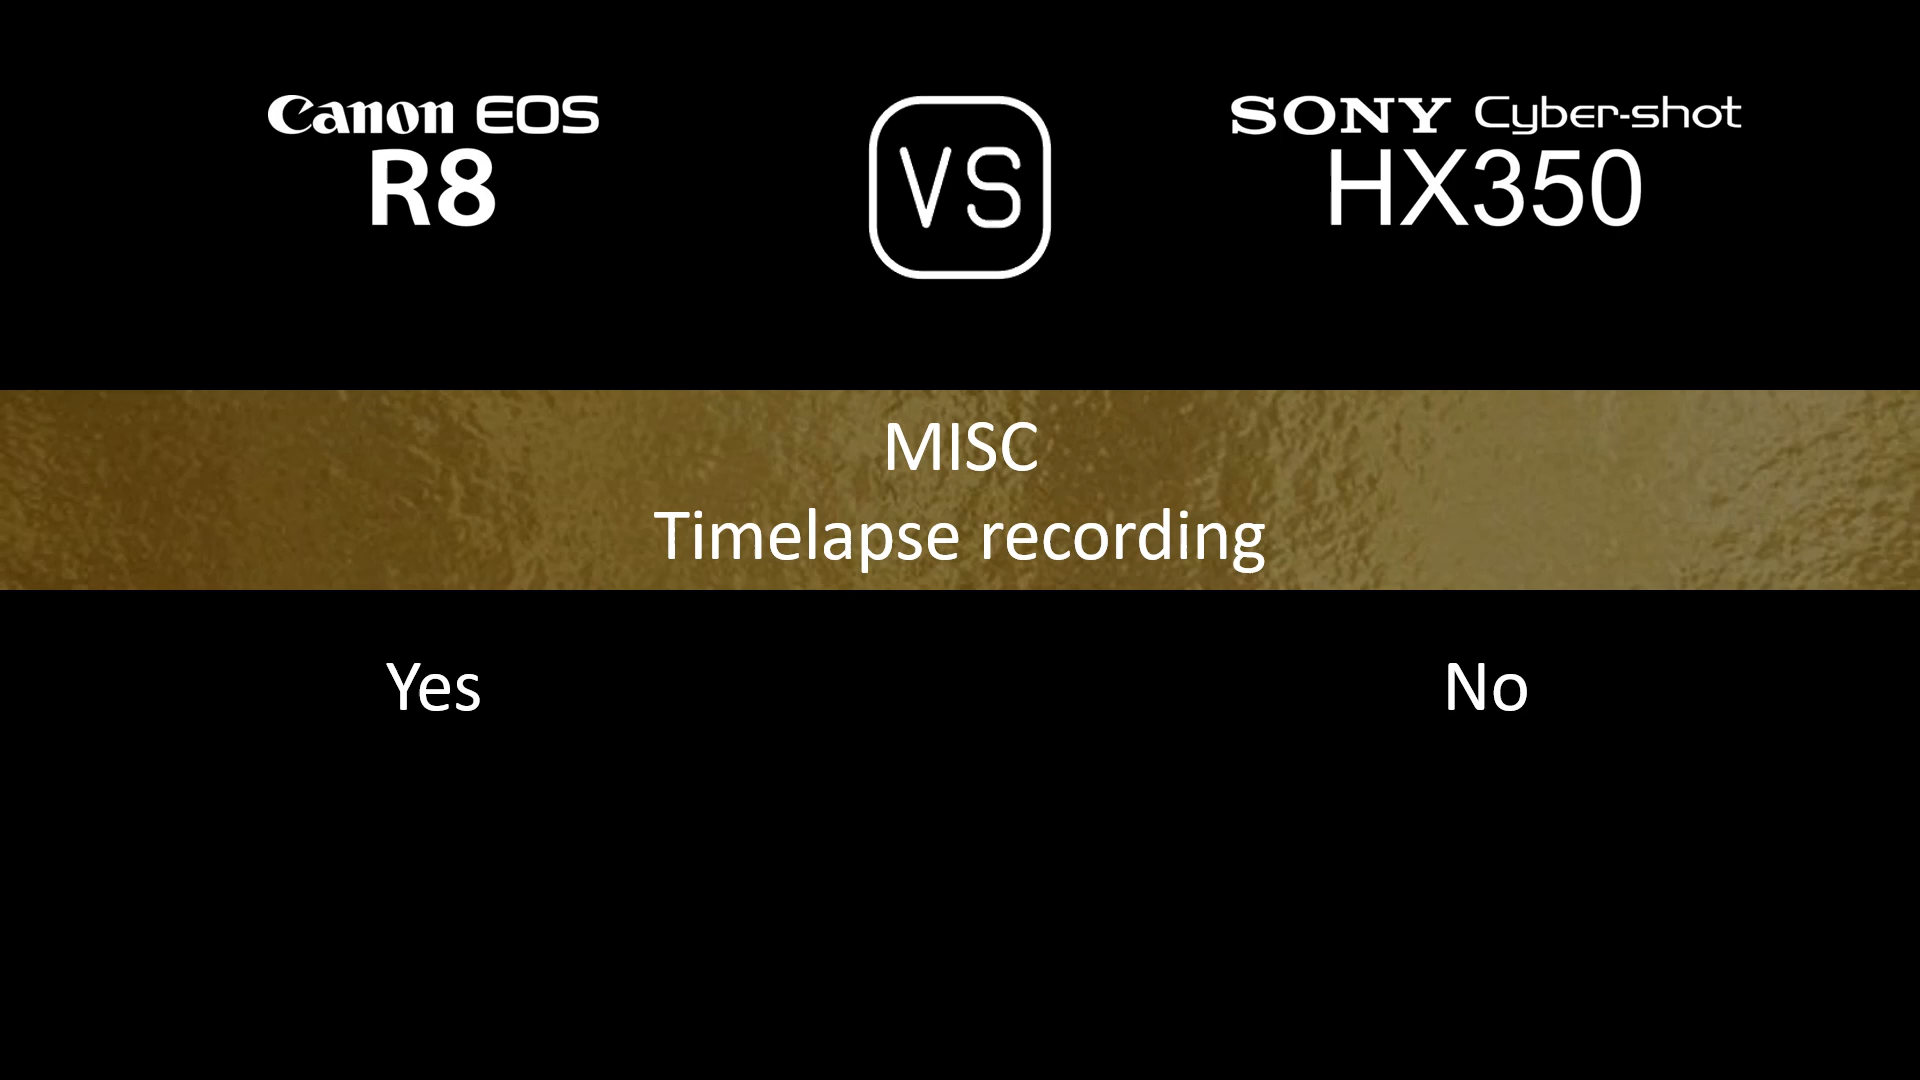 Canon EOS
R8
VS
SONY Cyber-shot
HX350
MISC
Timelapse recording
Yes
No